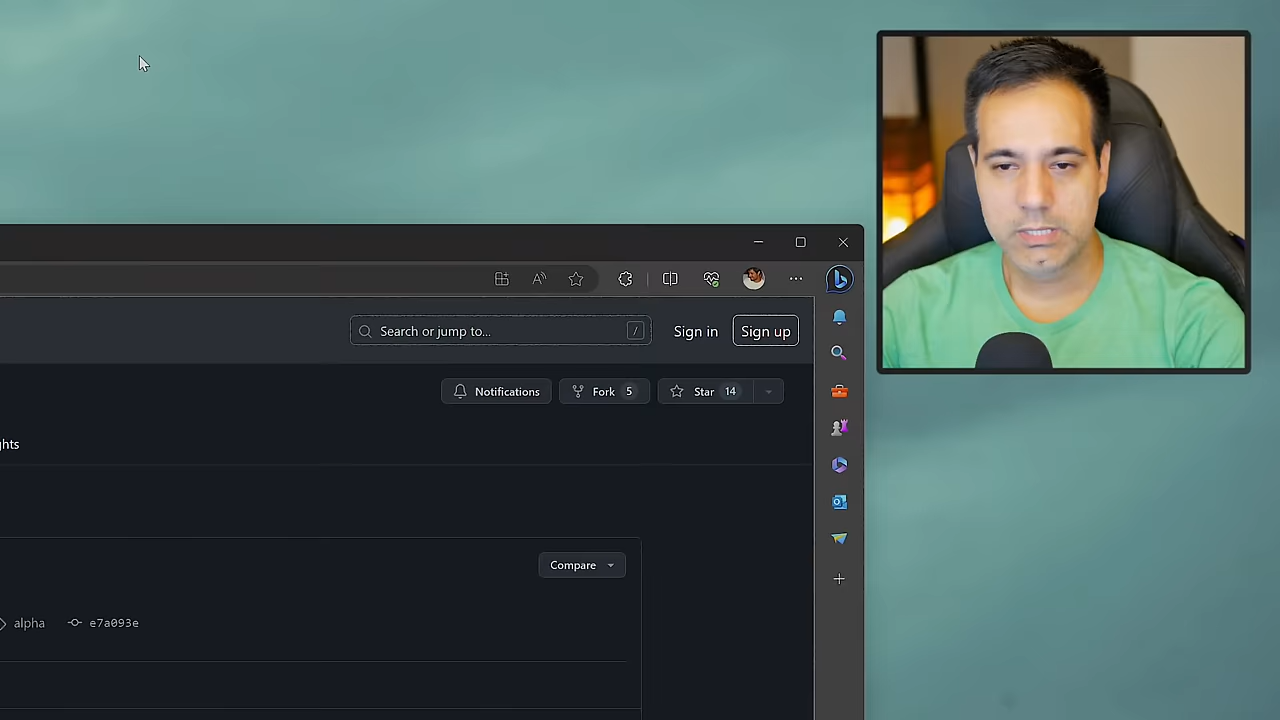 Search or jump to... /
Sign in
Sign up
Notifications
Fork 5
Star 14
ghts
Compare
alpha
e7a093e